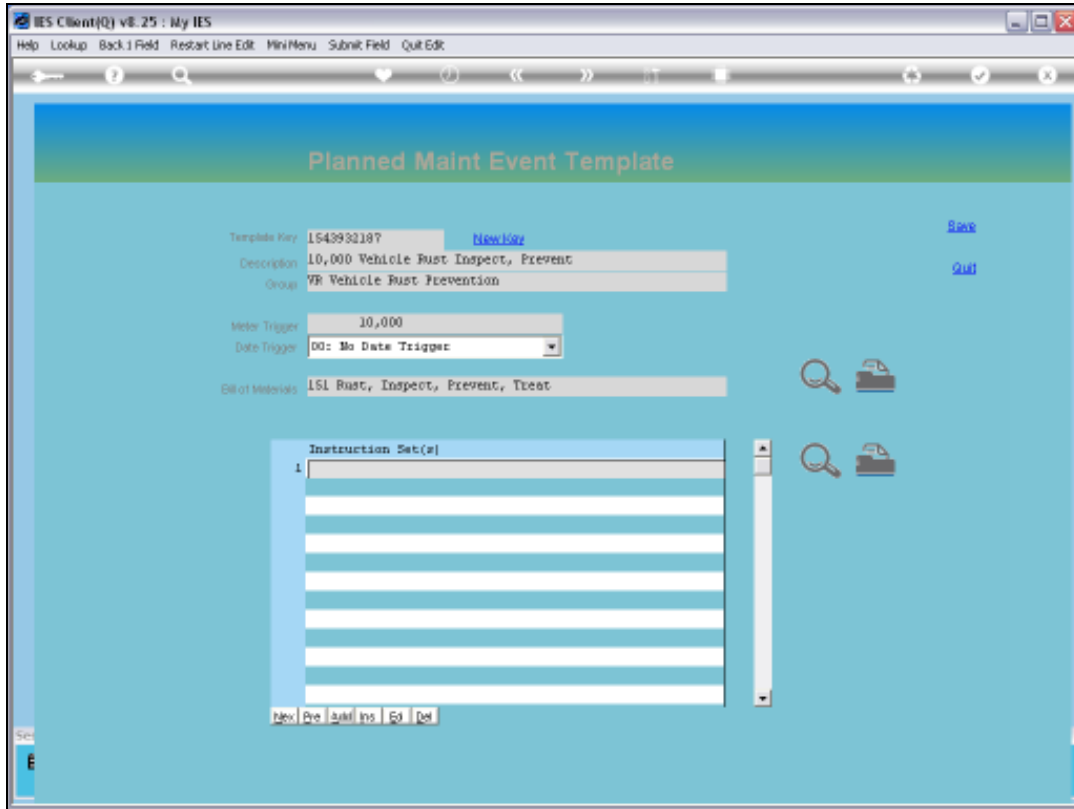 IES Client(Q) v8.25 : My IES
Help Lookup Back 1 Field Restart Line Edit Mini Menu Submit Field Quit Edit
Planned Maint Event Template
Template Key 1543932187 New Key
Save
Description 10,000 Vehicle Rust Inspect, Prevent
Quit
Group VR Vehicle Rust Prevention
Meter Trigger 10,000
Date Trigger 00: No Date Trigger
Bill of Materials 151 Rust, Inspect, Prevent, Treat
Instruction Set(s)
1
Nex Pre Add Ins Ed Del